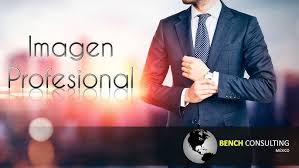 Imagen
Profesional
BENCH CONSULTING
MÉXICO